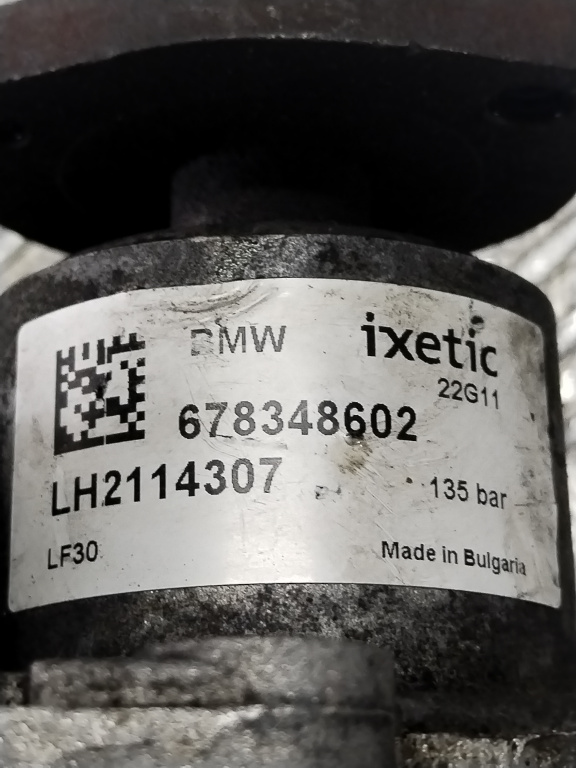 BMW ixetic
22G11
678348602
LH2114307 135 bar
LF30 Made in Bulgaria